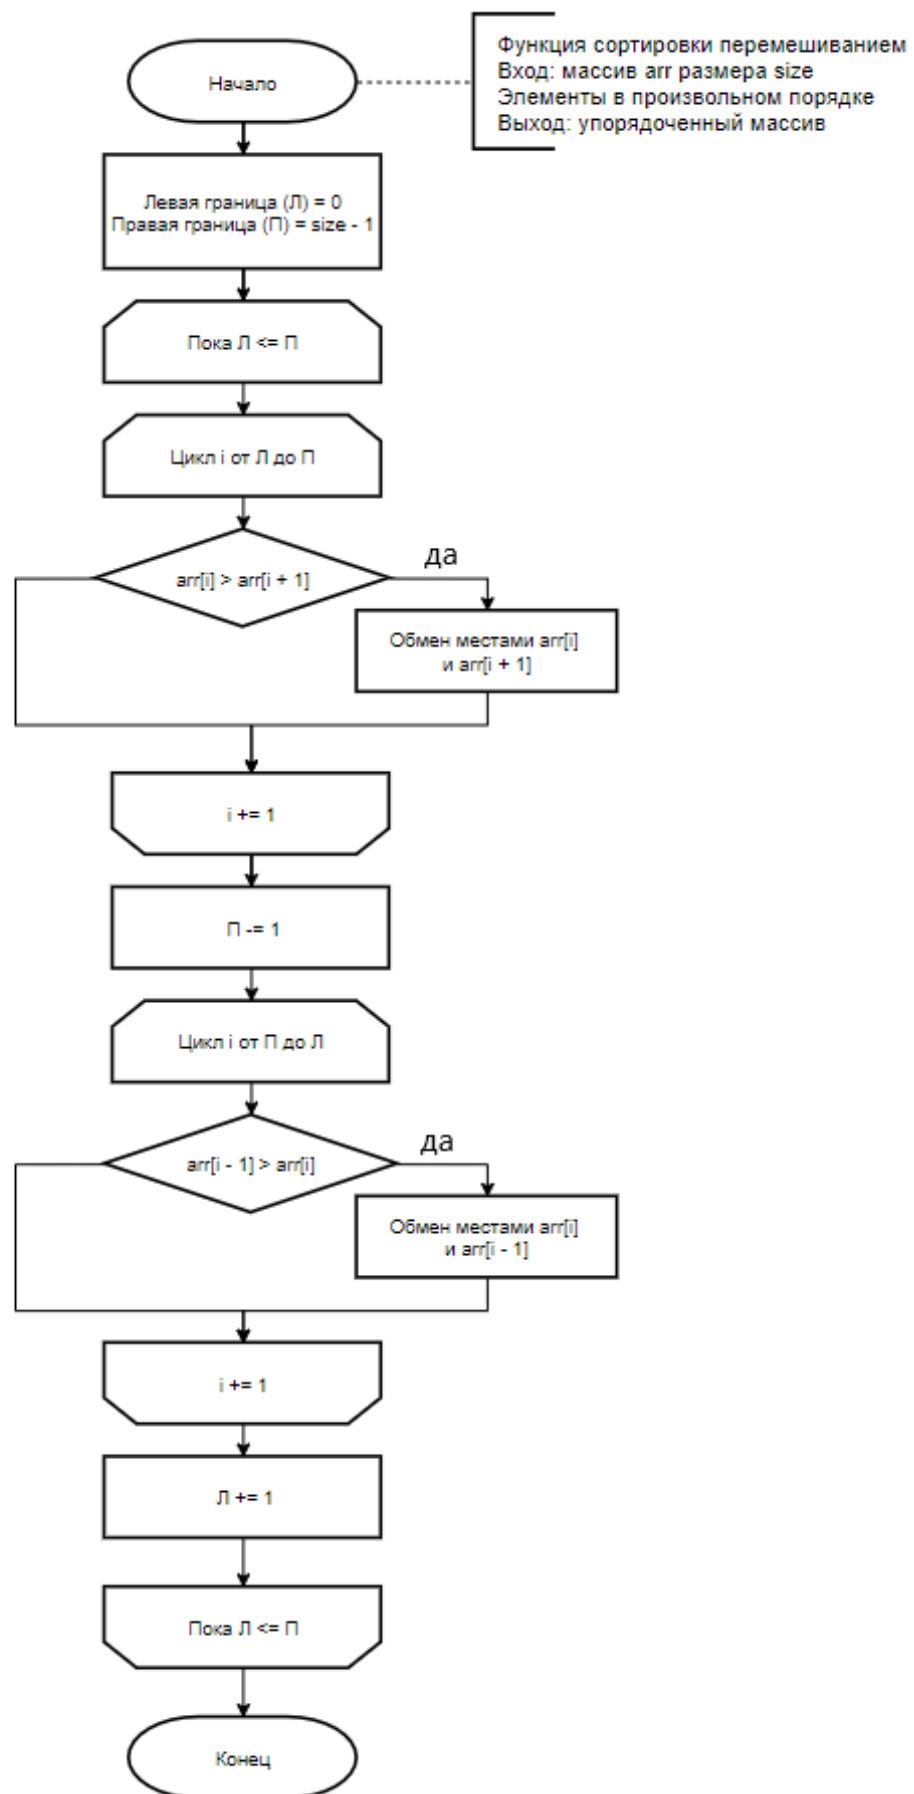 Функция сортировки перемешиванием
Вход: массив arr размера size
Элементы в произвольном порядке
Выход: упорядоченный массив
Начало
Левая граница (Л) = 0
Правая граница (П) = size - 1
Пока Л <= П
Цикл i от Л до П
arr[i] > arr[i + 1]
да
Обмен местами arr[i]
и arr[i + 1]
i += 1
П -= 1
Цикл i от П до Л
arr[i - 1] > arr[i]
да
Обмен местами arr[i]
и arr[i - 1]
i += 1
Л += 1
Пока Л <= П
Конец